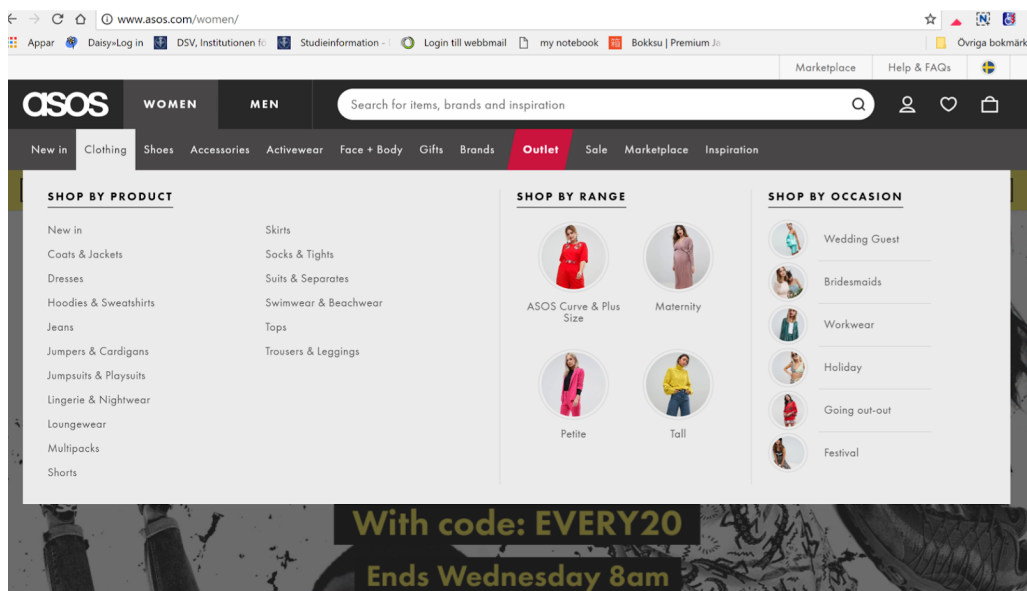 www.asos.com/women/
Appar Daisy»Log in DSV, Institutionen fö Studieinformation - Login till webbmail my notebook Bokksu | Premium Ja Övriga bokmärk
Marketplace Help & FAQs
asos WOMEN MEN Search for items, brands and inspiration
New in Clothing Shoes Accessories Activewear Face + Body Gifts Brands Outlet Sale Marketplace Inspiration
SHOP BY PRODUCT
New in
Coats & Jackets
Dresses
Hoodies & Sweatshirts
Jeans
Jumpers & Cardigans
Jumpsuits & Playsuits
Lingerie & Nightwear
Loungewear
Multipacks
Shorts
Skirts
Socks & Tights
Suits & Separates
Swimwear & Beachwear
Tops
Trousers & Leggings
SHOP BY RANGE
ASOS Curve & Plus
Size
Maternity
Petite
Tall
SHOP BY OCCASION
Wedding Guest
Bridesmaids
Workwear
Holiday
Going out-out
Festival
With code: EVERY20
Ends Wednesday 8am